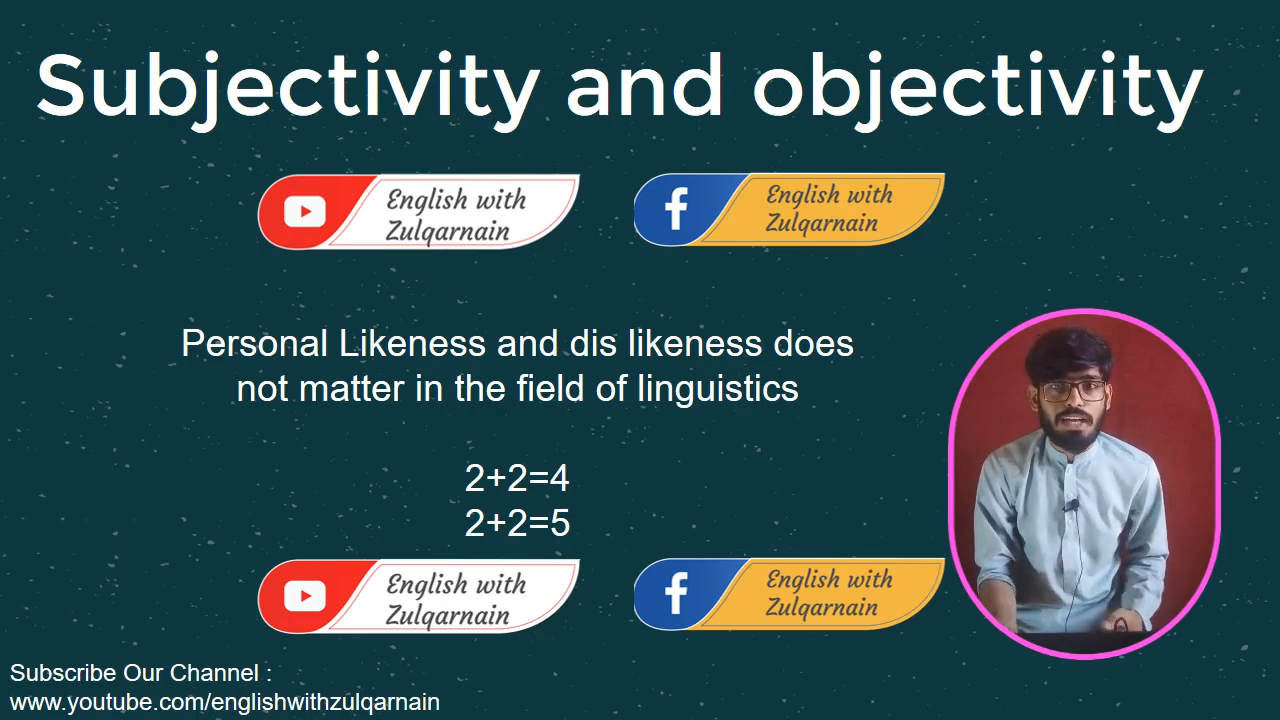 Subjectivity and objectivity
English with
Zulqarnain
English with
Zulqarnain
Personal Likeness and dis likeness does
not matter in the field of linguistics
2+2=4
2+2=5
English with
Zulqarnain
English with
Zulqarnain
Subscribe Our Channel :
www.youtube.com/englishwithzulqarnain